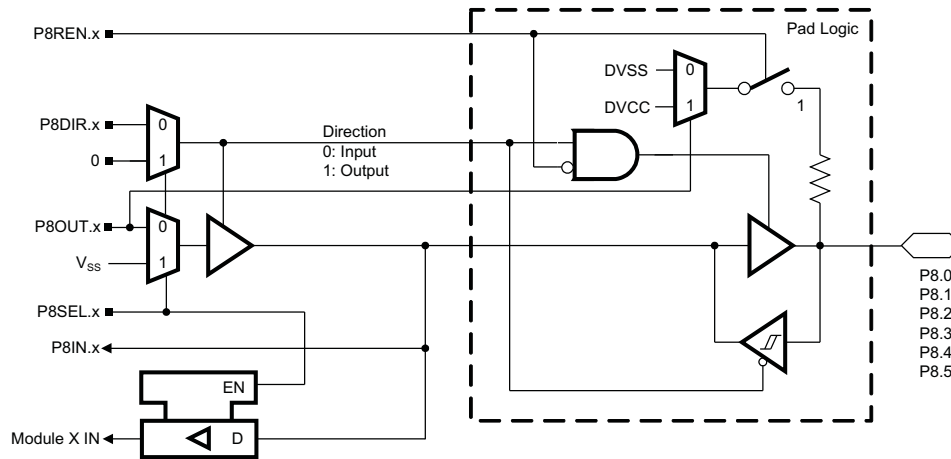 Pad Logic
P8REN.x
DVSS
0
DVCC
1
1
P8DIR.x
0
0
1
Direction
0: Input
1: Output
P8OUT.x
0
VSS
1
P8SEL.x
P8IN.x
EN
Module X IN
D
P8.0
P8.1
P8.2
P8.3
P8.4
P8.5